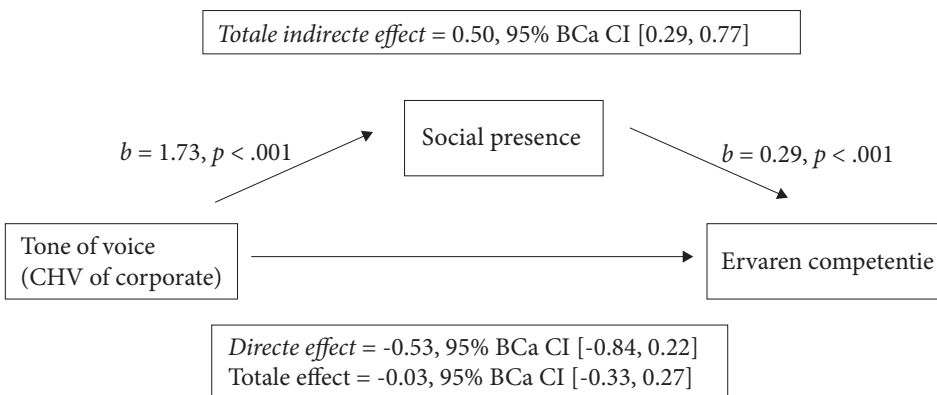 Totale indirecte effect = 0.50, 95% BCa CI [0.29, 0.77]
Social presence
b = 1.73, p < .001
b = 0.29, p < .001
Tone of voice
(CHV of corporate)
Ervaren competentie
Directe effect = -0.53, 95% BCa CI [-0.84, 0.22]
Totale effect = -0.03, 95% BCa CI [-0.33, 0.27]